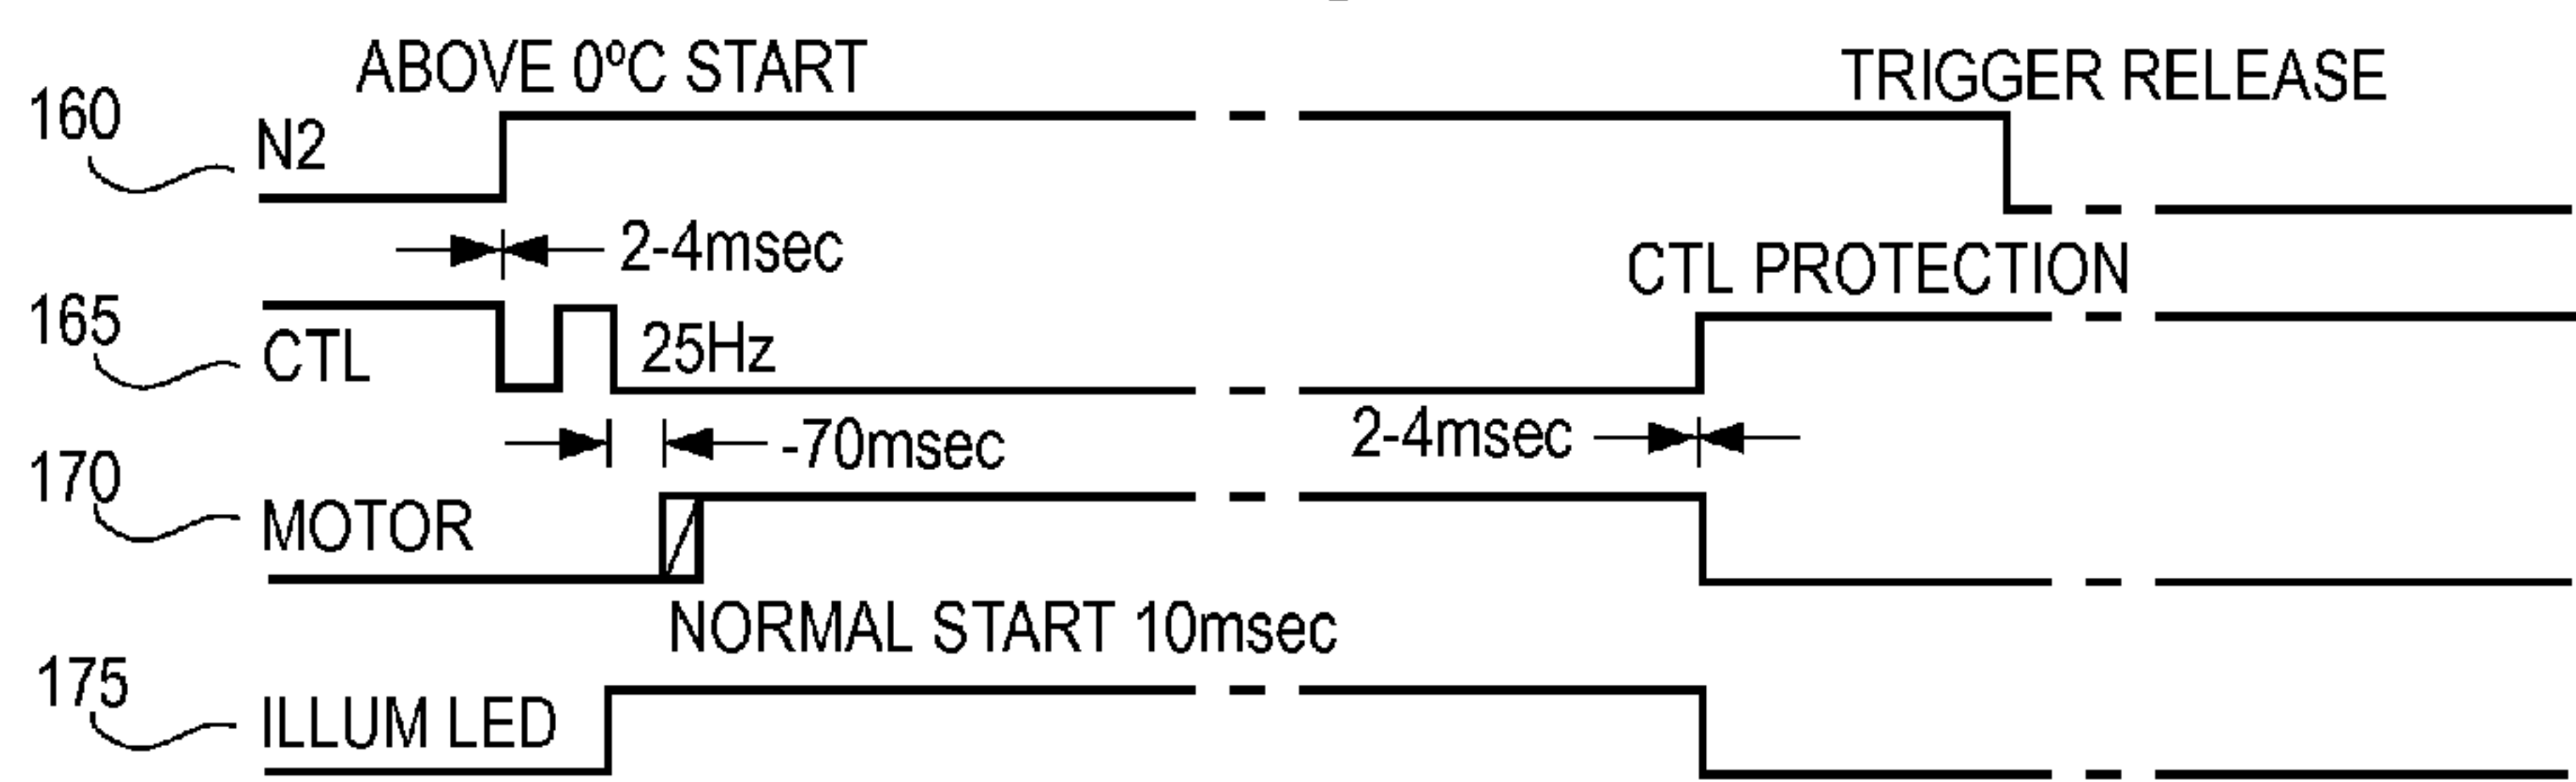 ABOVE 0ºC START
TRIGGER RELEASE
160
N2
2-4msec
CTL PROTECTION
165
CTL
25Hz
-70msec
2-4msec
170
MOTOR
NORMAL START 10msec
175
ILLUM LED